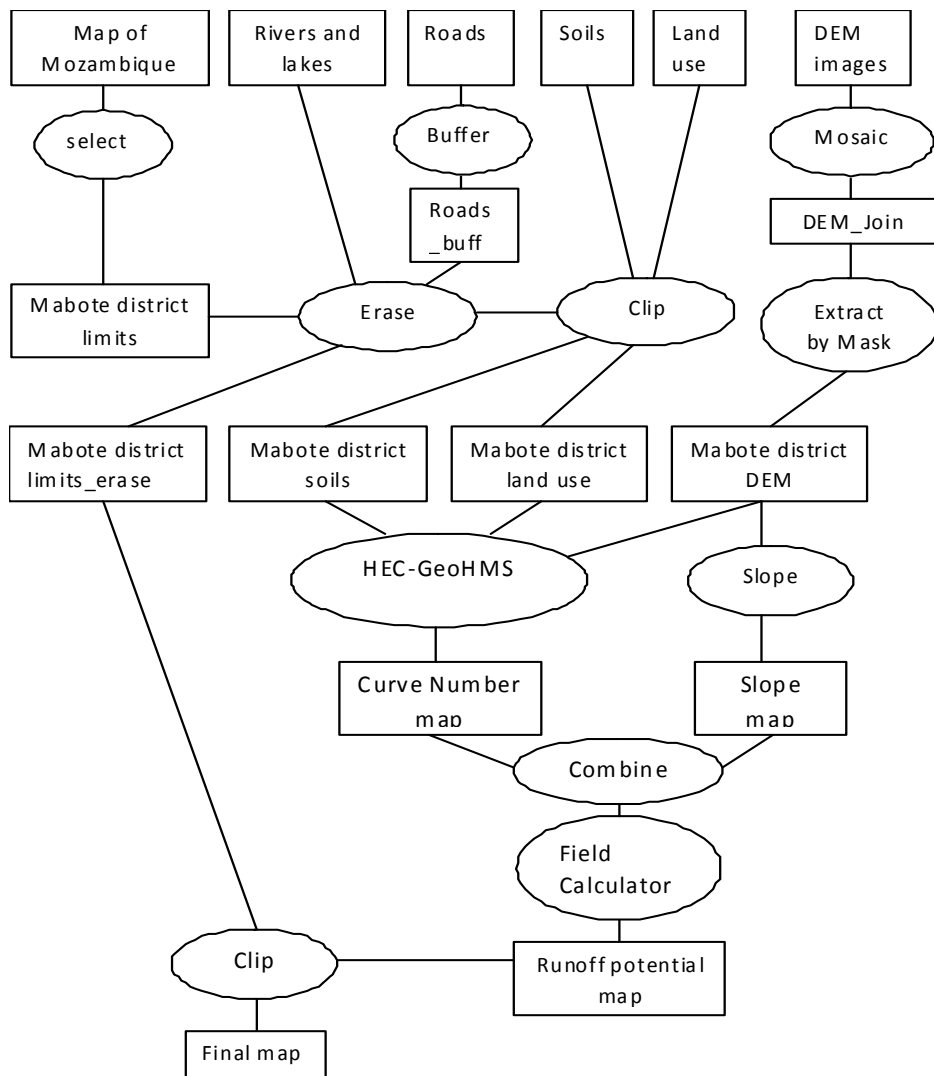 Map of
Mozambique
Rivers and
lakes
Roads
Soils
Land
use
DEM
images
select
Buffer
Mosaic
Roads
_buff
DEM_Join
Mabote district
limits
Erase
Clip
Extract
by Mask
Mabote district
limits_erase
Mabote district
soils
Mabote district
land use
Mabote district
DEM
HEC-GeoHMS
Slope
Curve Number
map
Slope
map
Combine
Field
Calculator
Clip
Runoff potential
map
Final map